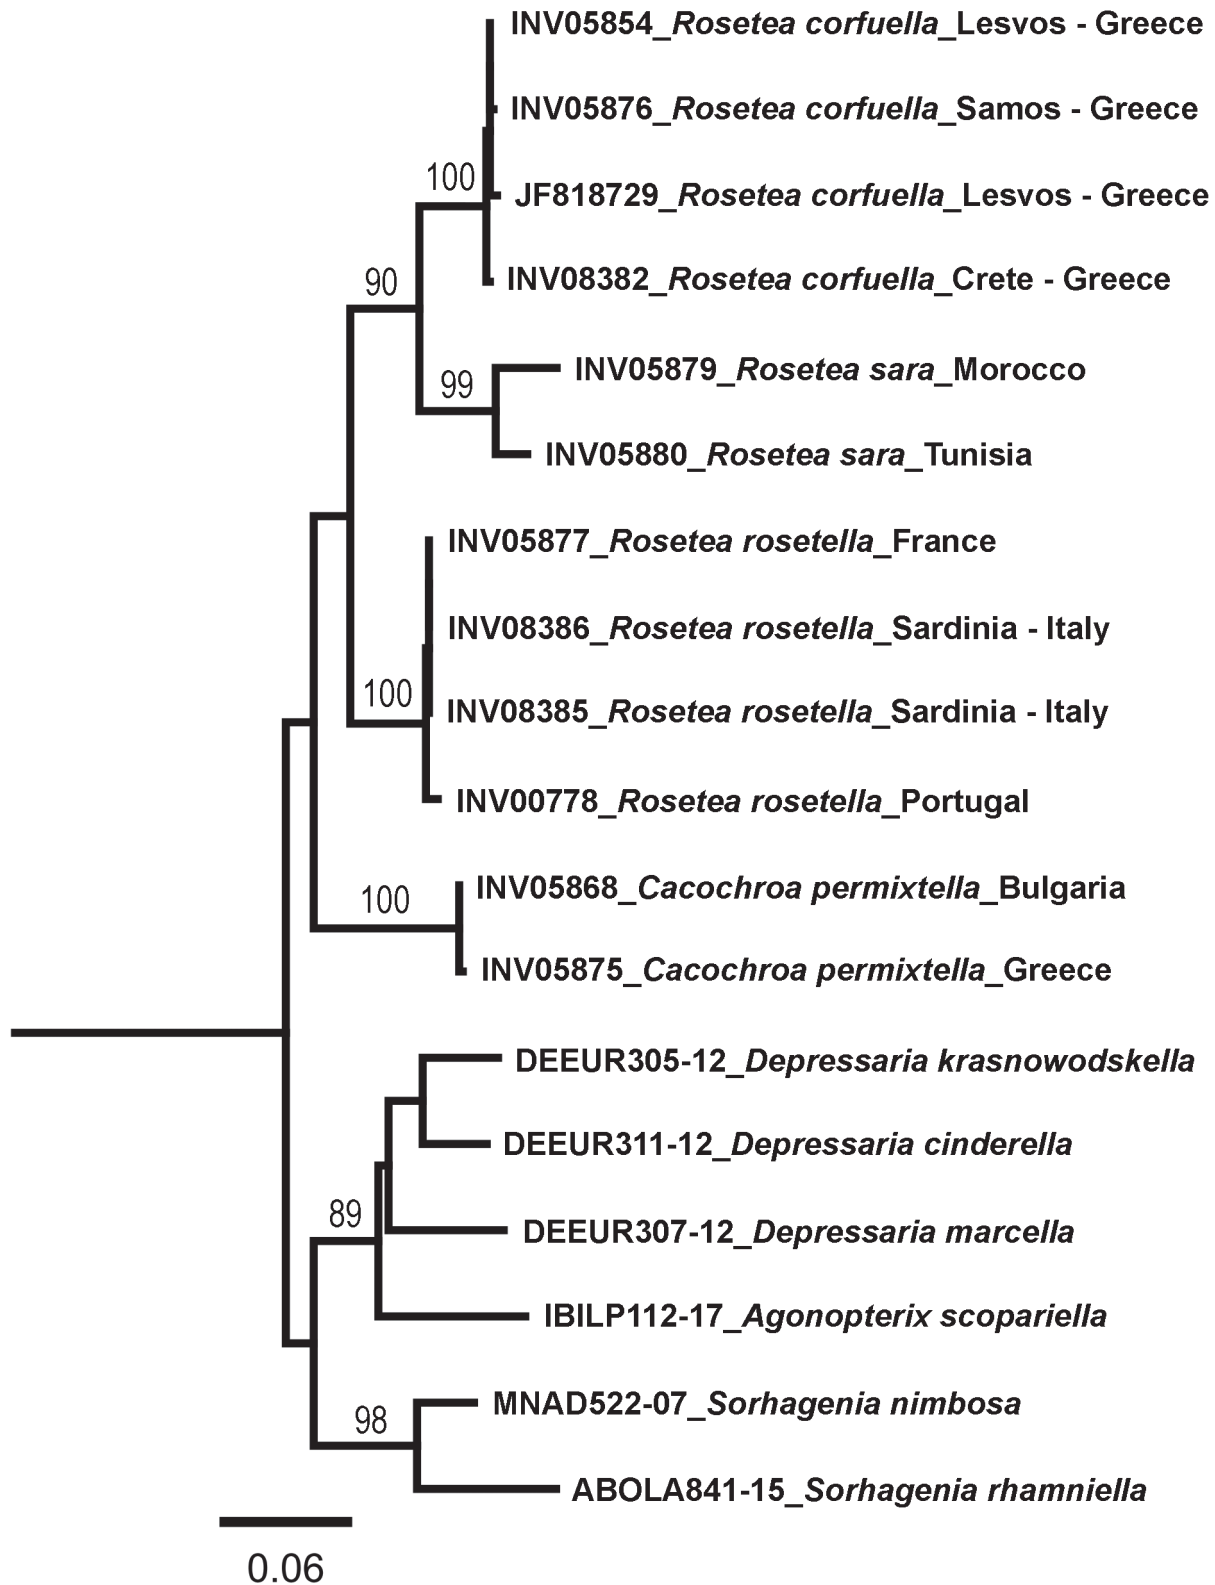 INV05854_Rosetea corfuella_Lesvos - Greece
INV05876_Rosetea corfuella_Samos - Greece
100
JF818729_Rosetea corfuella_Lesvos - Greece
90
INV08382_Rosetea corfuella_Crete - Greece
INV05879_Rosetea sara_Morocco
99
INV05880_Rosetea sara_Tunisia
INV05877_Rosetea rosetella_France
INV08386_Rosetea rosetella_Sardinia - Italy
100
INV08385_Rosetea rosetella_Sardinia - Italy
INV00778_Rosetea rosetella_Portugal
100
INV05868_Cacochroa permixtella_Bulgaria
INV05875_Cacochroa permixtella_Greece
DEEUR305-12_Depressaria krasnowodskella
DEEUR311-12_Depressaria cinderella
89
DEEUR307-12_Depressaria marcella
IBILP112-17_Agonopterix scopariella
MNAD522-07_Sorhagenia nimbosa
98
ABOLA841-15_Sorhagenia rhamniella
0.06